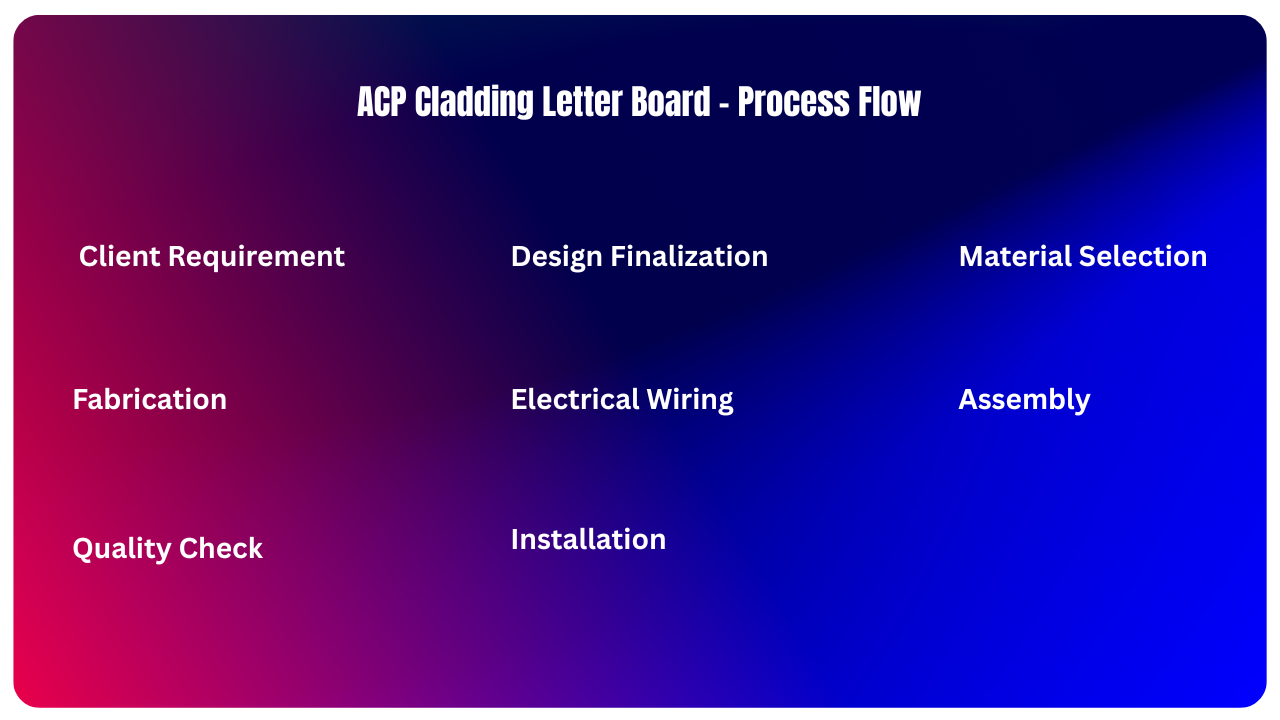 ACP Cladding Letter Board - Process Flow
Client Requirement
Design Finalization
Material Selection
Fabrication
Electrical Wiring
Assembly
Quality Check
Installation